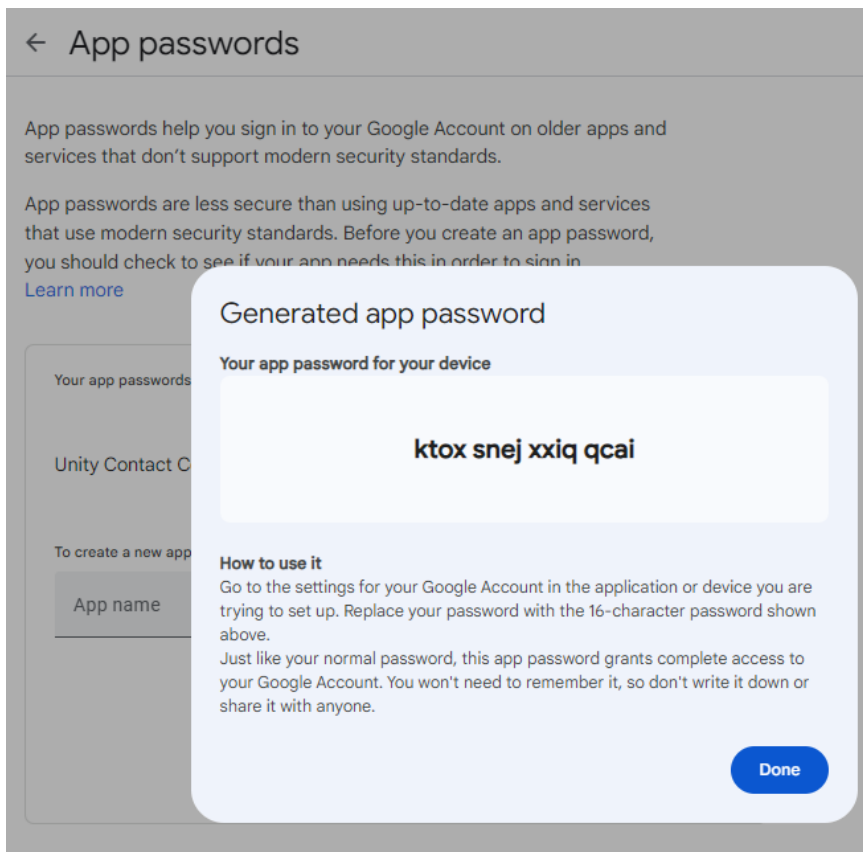 App passwords
App passwords help you sign in to your Google Account on older apps and
services that don't support modern security standards.
App passwords are less secure than using up-to-date apps and services
that use modern security standards. Before you create an app password,
you should check to see if your app needs this in order to sign in
Learn more
Your app passwords
Unity Contact C
To create a new app
App name
Generated app password
Your app password for your device
ktox snej xxiq qcai
How to use it
Go to the settings for your Google Account in the application or device you are
trying to set up. Replace your password with the 16-character password shown
above.
Just like your normal password, this app password grants complete access to
your Google Account. You won't need to remember it, so don't write it down or
share it with anyone.
Done